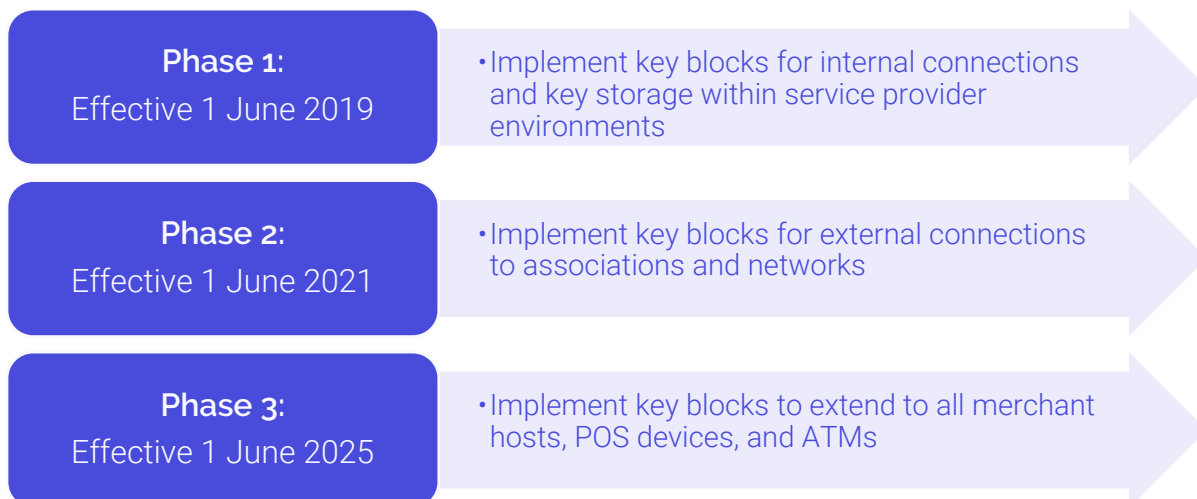 Phase 1:
Effective 1 June 2019
•Implement key blocks for internal connections
and key storage within service provider
environments
Phase 2:
Effective 1 June 2021
•Implement key blocks for external connections
to associations and networks
Phase 3:
Effective 1 June 2025
•Implement key blocks to extend to all merchant
hosts, POS devices, and ATMs